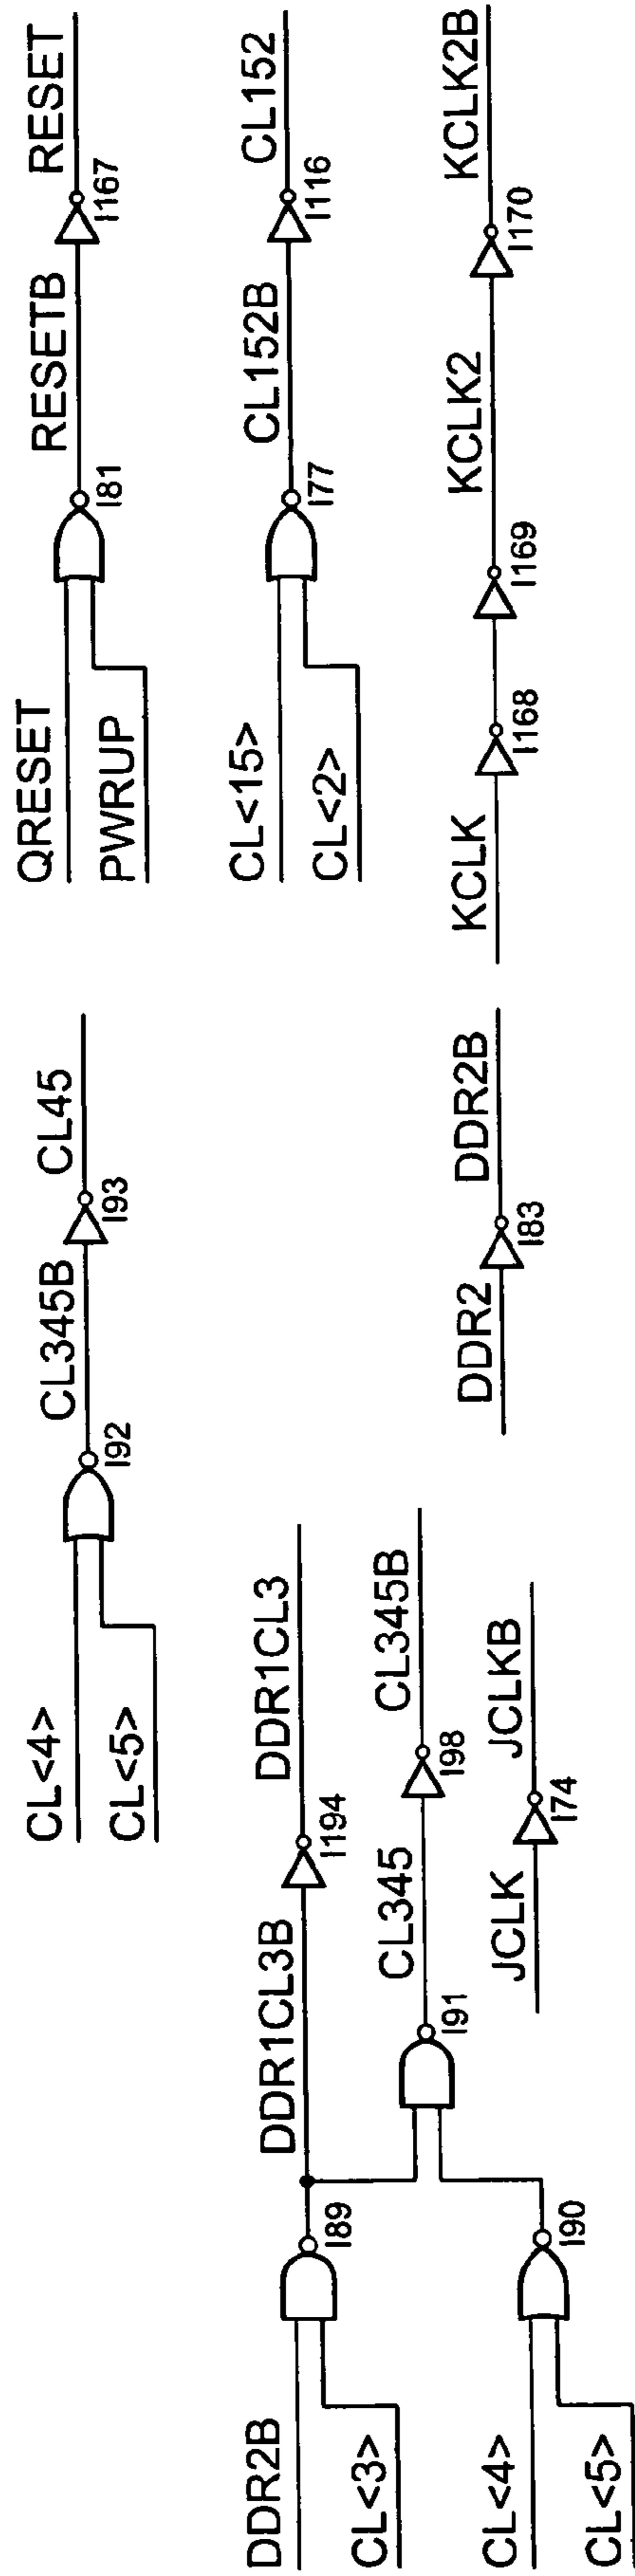 DDR2B
CL<3>
I89
DDR1CL3B
I194
DDR1CL3
CL<4>
CL<5>
I90
I91
CL345
I98
CL345B
JCLK
I74
JCLKB
CL<4>
CL<5>
I92
CL345B
I93
CL45
DDR2
I83
DDR2B
QRESET
PWRUP
I81
RESETB
I167
RESET
CL<15>
CL<2>
I77
CL152B
I116
CL152
KCLK
I168
I169
KCLK2
I170
KCLK2B